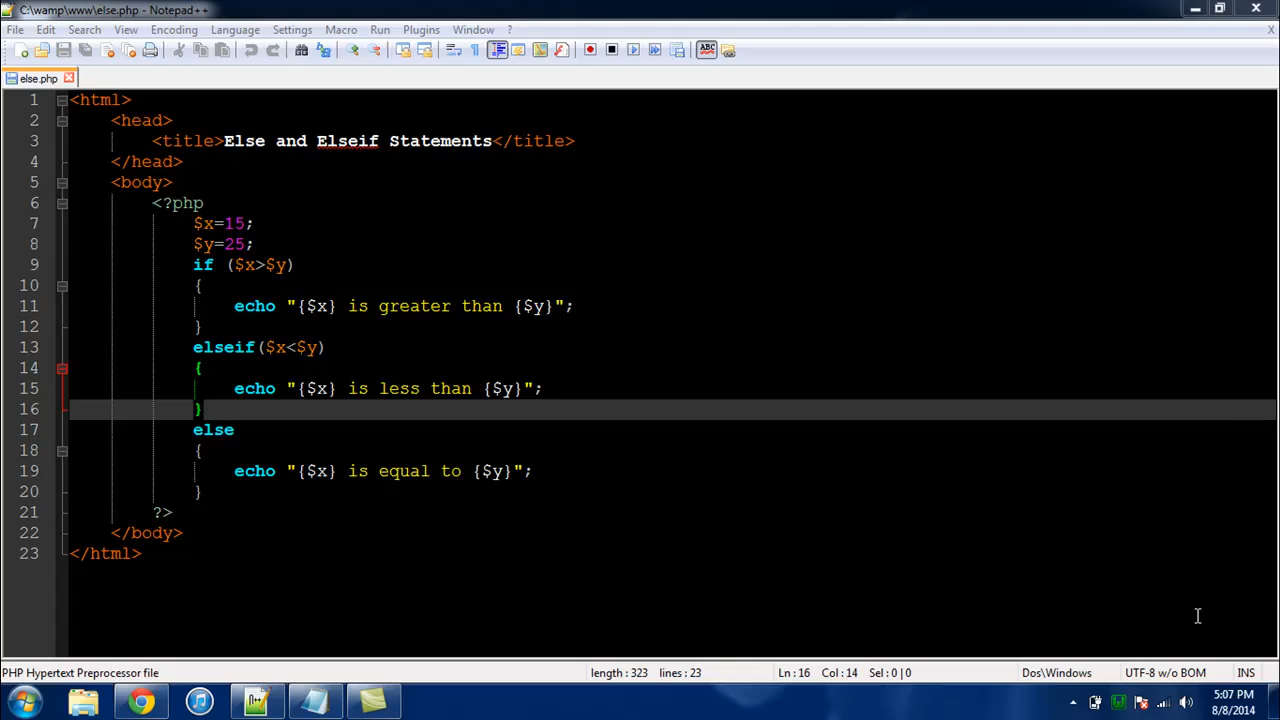 C:\wamp\www\else.php - Notepad++
File Edit Search View Encoding Language Settings Macro Run Plugins Window ? X
ABC
else.php
1 <html>
2 <head>
3 <title>Else and Elseif Statements</title>
4 </head>
5 <body>
6 <?php
7 $x=15;
8 $y=25;
9 if ($x>$y)
10 {
11 echo "{$x} is greater than {$y}";
12 }
13 elseif($x<$y)
14 {
15 echo "{$x} is less than {$y}";
16 }
17 else
18 {
19 echo "{$x} is equal to {$y}";
20 }
21 ?>
22 </body>
23 </html>
PHP Hypertext Preprocessor file length : 323 lines : 23 Ln : 16 Col : 14 Sel : 0 | 0 Dos\Windows UTF-8 w/o BOM INS
5:07 PM
8/8/2014